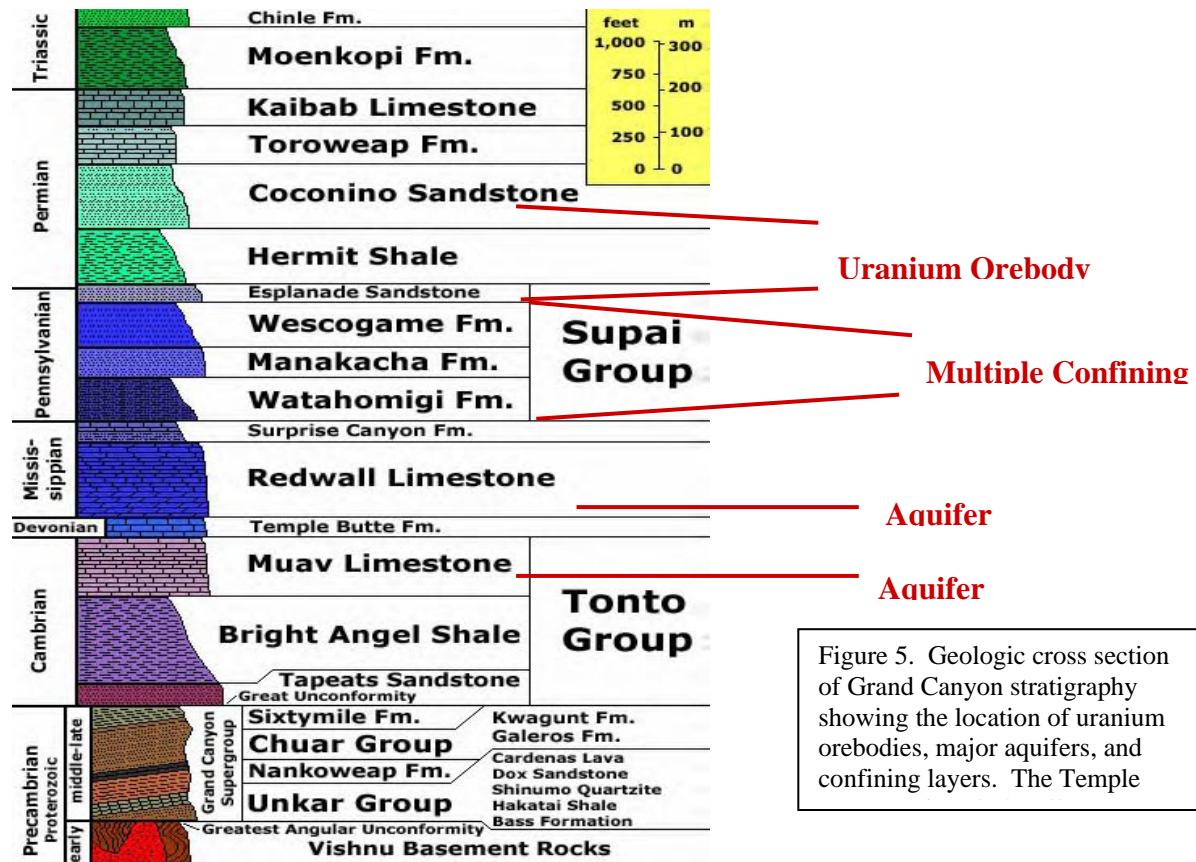 Triassic
Chinle Fm.
Moenkopi Fm.
feet m
1,000 300
750
200
500
250 100
0 0
Permian
Kaibab Limestone
Toroweap Fm.
Coconino Sandstone
Hermit Shale
Uranium Orebody
Pennsylvanian
Esplanade Sandstone
Wescogame Fm.
Manakacha Fm.
Watahomigi Fm.
Supai
Group
Multiple Confining
Missis-
sippian
Surprise Canyon Fm.
Redwall Limestone
Aquifer
Devonian
Temple Butte Fm.
Cambrian
Muav Limestone
Aquifer
Bright Angel Shale
Tapeats Sandstone
Great Unconformity
Tonto
Group
Precambrian
Proterozoic
middle-late
early
Grand Canyon
Supergroup
Sixtymile Fm.
Chuar Group
Nankoweap Fm.
Unkar Group
Kwagunt Fm.
Galeros Fm.
Cardenas Lava
Dox Sandstone
Shinumo Quartzite
Hakatai Shale
Bass Formation
Greatest Angular Unconformity
Vishnu Basement Rocks
Figure 5. Geologic cross section
of Grand Canyon stratigraphy
showing the location of uranium
orebodies, major aquifers, and
confining layers. The Temple